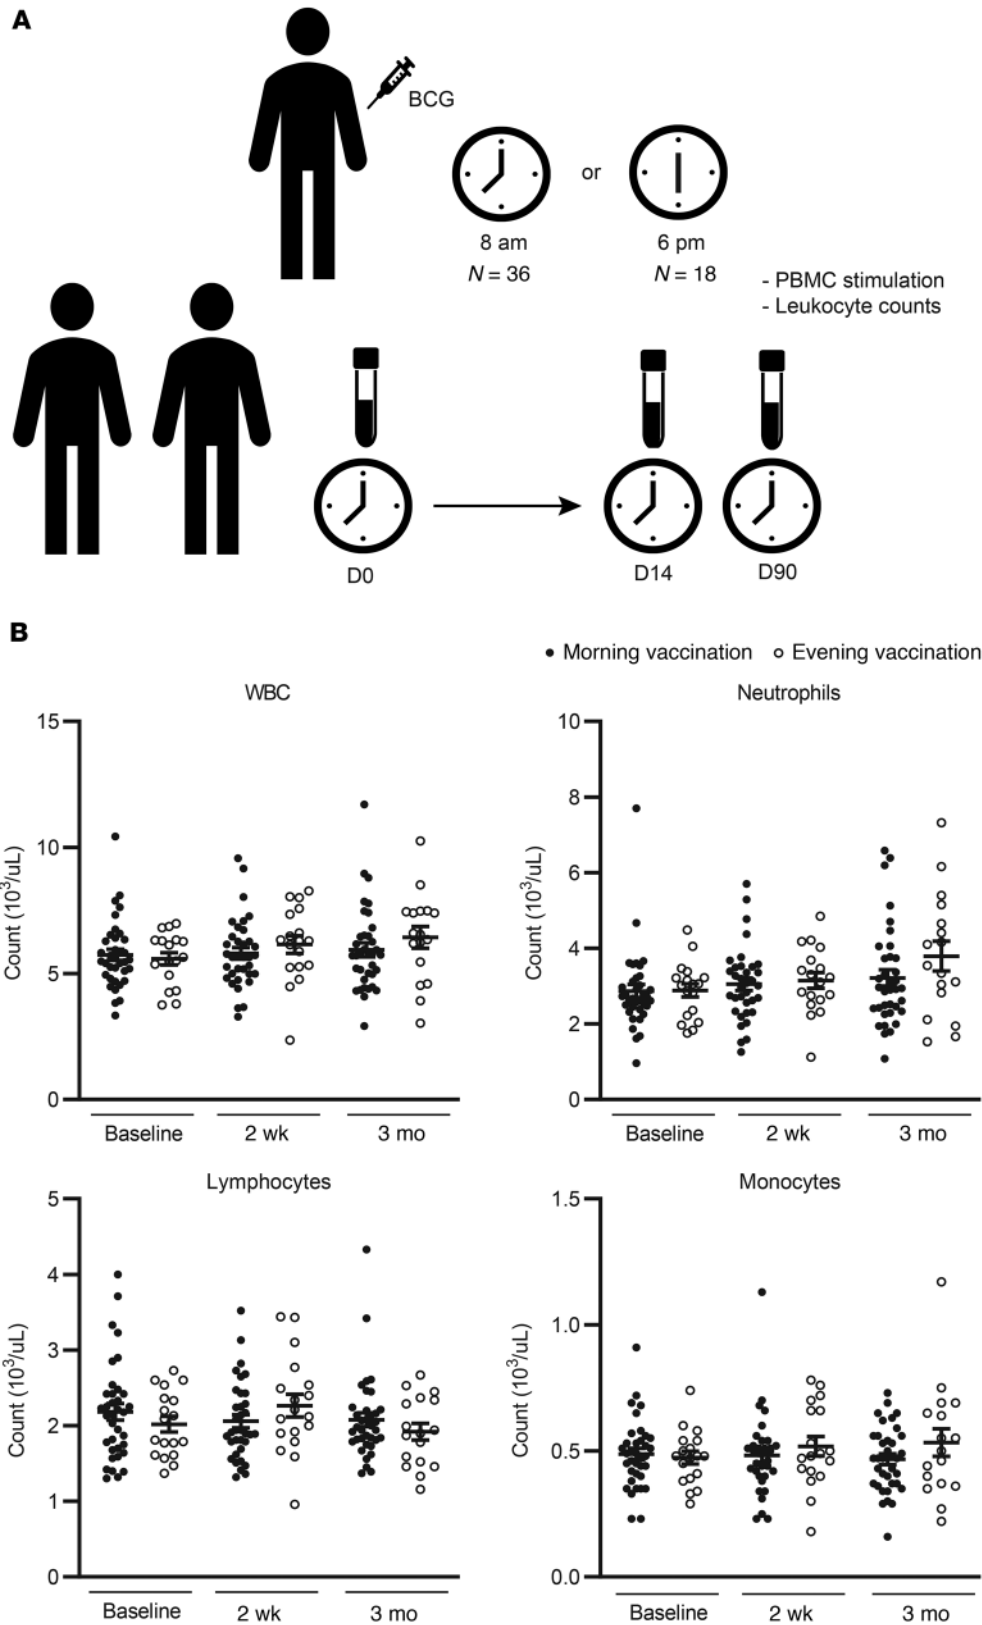 A
BCG
or
8 am
6 pm
N = 36
N = 18
- PBMC stimulation
- Leukocyte counts
D0
D14
D90
B
Morning vaccination
Evening vaccination
WBC
Count (10³/uL)
15
10
5
0
Baseline
2 wk
3 mo
Neutrophils
Count (10³/uL)
10
8
6
4
2
0
Baseline
2 wk
3 mo
Lymphocytes
Count (10³/uL)
5
4
3
2
1
0
Baseline
2 wk
3 mo
Monocytes
Count (10³/uL)
1.5
1.0
0.5
0.0
Baseline
2 wk
3 mo